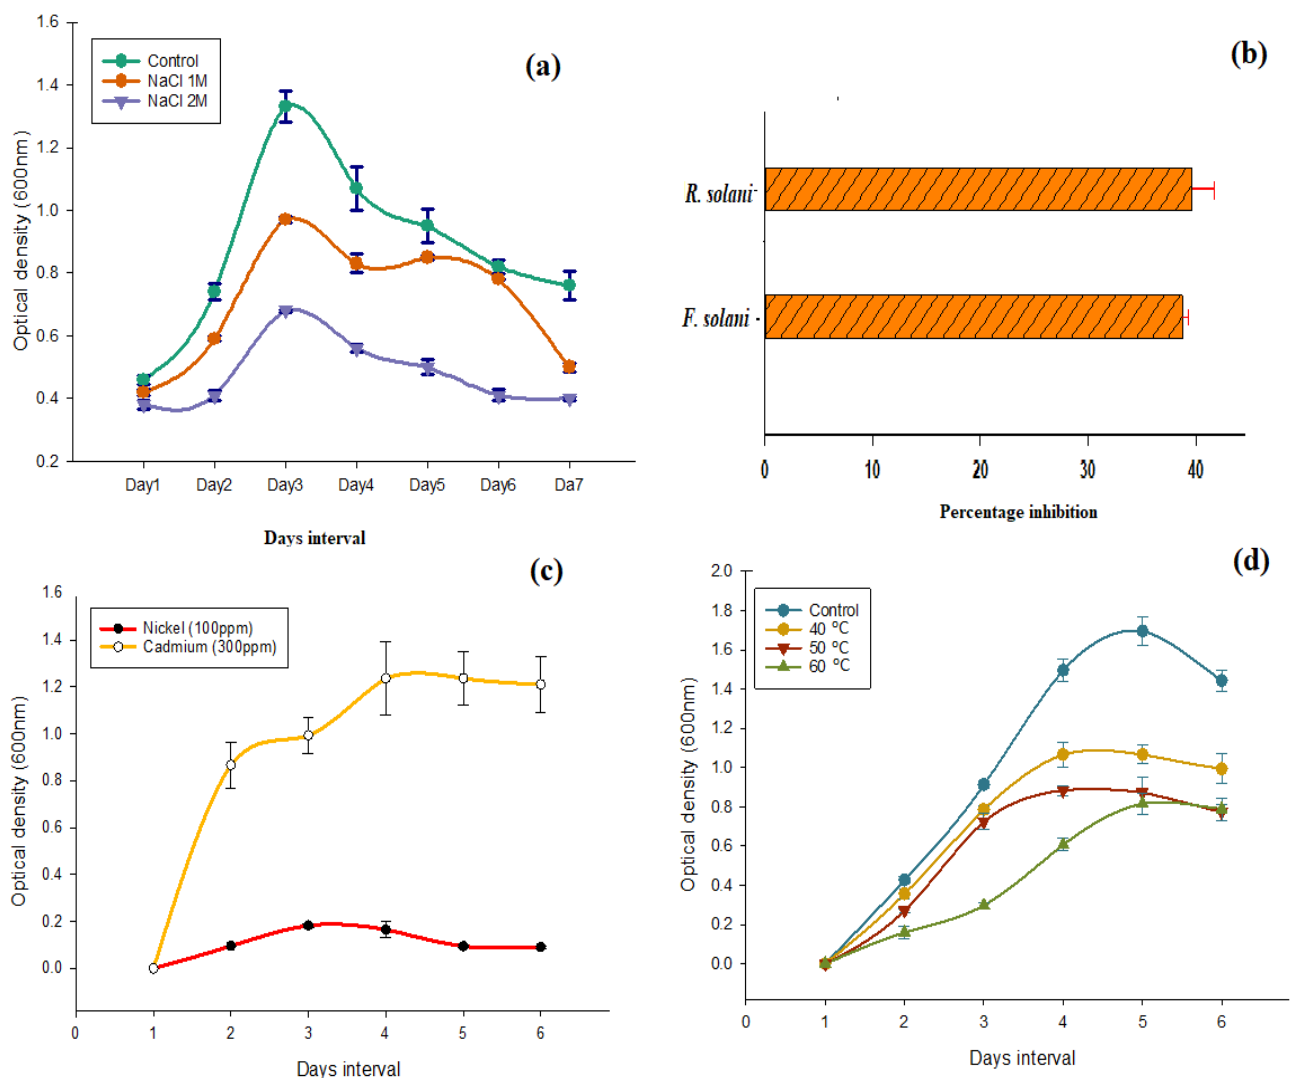 (a)
Optical density (600nm)
1.6
1.4
1.2
1.0
0.8
0.6
0.4
0.2
Control
NaCl 1M
NaCl 2M
Day1 Day2 Day3 Day4 Day5 Day6 Da7
Days interval
(b)
R. solani
F. solani
0 10 20 30 40
Percentage inhibition
(c)
Optical density (600nm)
1.6
1.4
1.2
1.0
0.8
0.6
0.4
0.2
0.0
Nickel (100ppm)
Cadmium (300ppm)
0 1 2 3 4 5 6
Days interval
(d)
Optical density (600nm)
2.0
1.8
1.6
1.4
1.2
1.0
0.8
0.6
0.4
0.2
0.0
Control
40 °C
50 °C
60 °C
0 1 2 3 4 5 6
Days interval